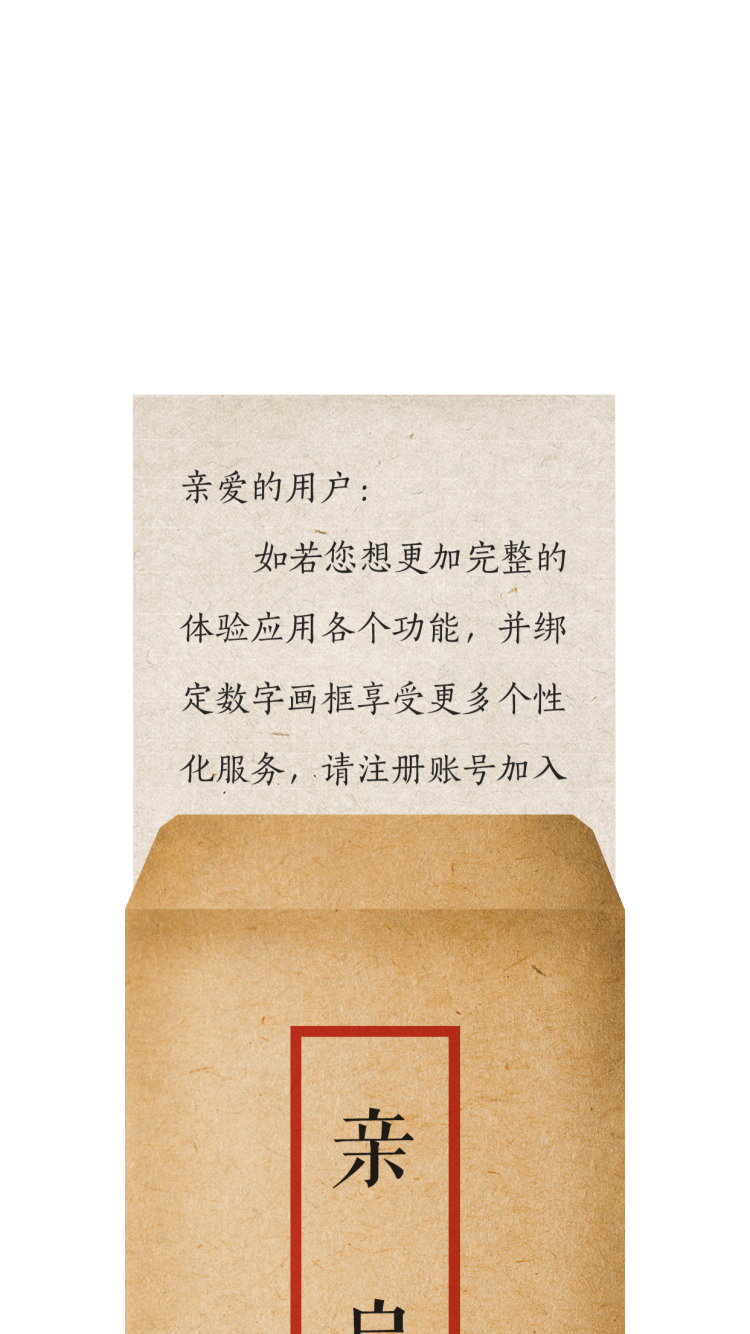 亲爱的用户：
如若您想更加完整的
体验应用各个功能，并绑
定数字画框享受更多个性
化服务，请注册账号加入
亲